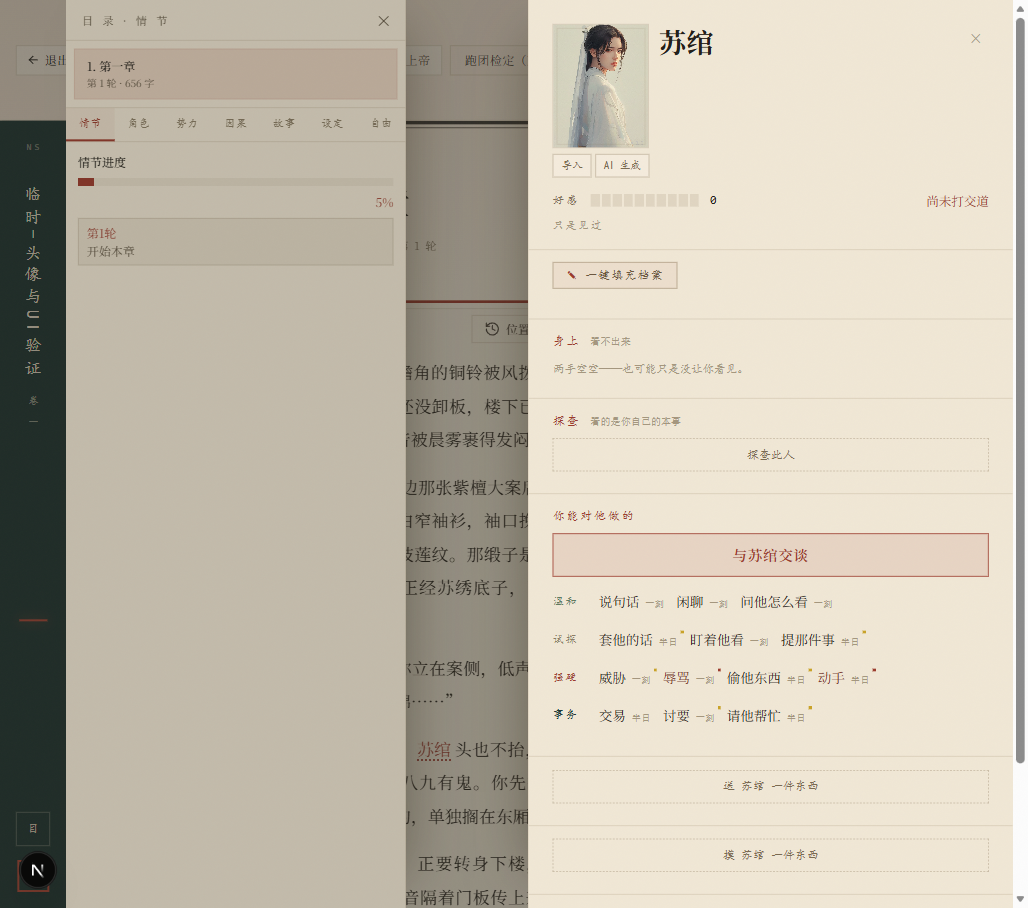 目 录 · 情 节
1. 第一章
第 1 轮 · 656 字
情节 角色 势力 因果 故事 设定 自由
情节进度
5%
第1轮
开始本章
退出
上帝
跑团检定（
NS
临时-头像与UI验证
卷一
目
N
第 1 轮
位置
檐角的铜铃被风拨
还没卸板，楼下已
被晨雾裹得发闷
边那张紫檀大案
白窄袖衫，袖口挽
枝莲纹。那缎子是
正经苏绣底子，
你立在案侧，低声
……”
苏绾 头也不抬，
八九有鬼。你先
，单独搁在东厢
正要转身下楼
音隔着门板传上
苏绾
导入 AI 生成
好感 0 尚未打交道
只是见过
一键填充档案
身上 看不出来
两手空空——也可能只是没让你看见。
探查 看的是你自己的本事
探查此人
你能对他做的
与苏绾交谈
温和 说句话 一刻 闲聊 一刻 问他怎么看 一刻
试探 套他的话 半日 盯着他看 一刻 提那件事 半日
强硬 威胁 一刻 辱骂 一刻 偷他东西 半日 动手 半日
事务 交易 半日 讨要 一刻 请他帮忙 半日
送 苏绾 一件东西
摸 苏绾 一件东西